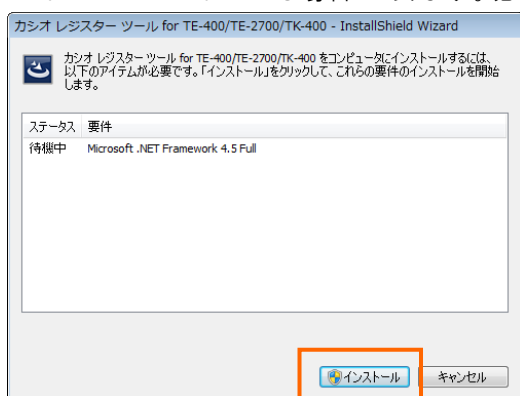 カシオ レジスター ツール for TE-400/TE-2700/TK-400 - InstallShield Wizard
カシオ レジスター ツール for TE-400/TE-2700/TK-400 をコンピュータにインストールするには、
以下のアイテムが必要です。「インストール」をクリックして、これらの要件のインストールを開始
します。
ステータス 要件
待機中 Microsoft .NET Framework 4.5 Full
インストール キャンセル